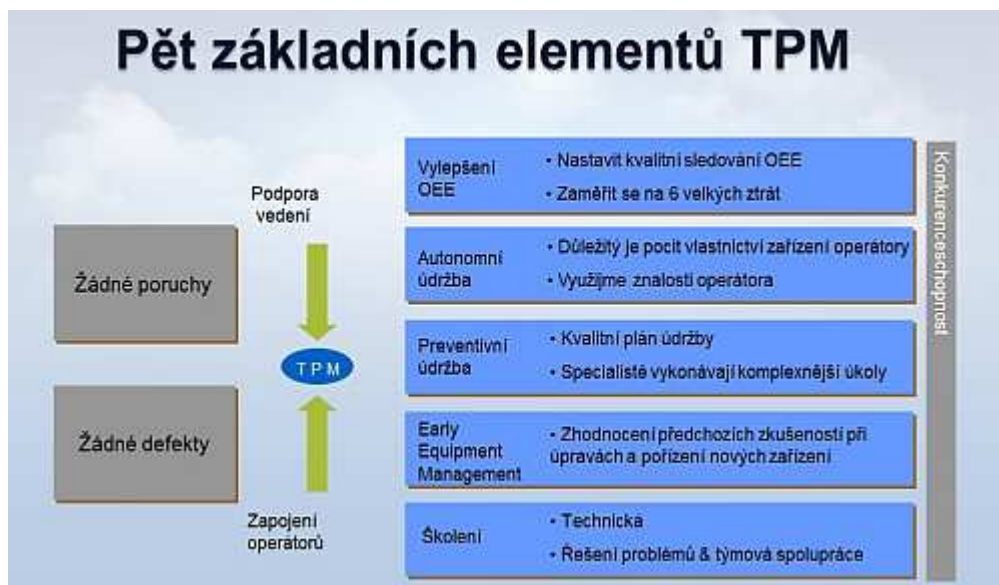 Pět základních elementů TPM
Podpora
vedení
Žádné poruchy
T P M
Žádné defekty
Zapojení
operátorů
Vylepšení
OEE
• Nastavit kvalitní sledování OEE
• Zaměřit se na 6 velkých ztrát
Autonomní
údržba
• Důležitý je pocit vlastnictví zařízení operátory
• Využijme znalosti operátora
Preventivní
údržba
• Kvalitní plán údržby
• Specialisté vykonávají komplexnější úkoly
Early
Equipment
Management
• Zhodnocení předchozích zkušeností při
úpravách a pořízení nových zařízení
Školení
• Technická
• Řešení problémů & týmová spolupráce
Konkurenceschopnost